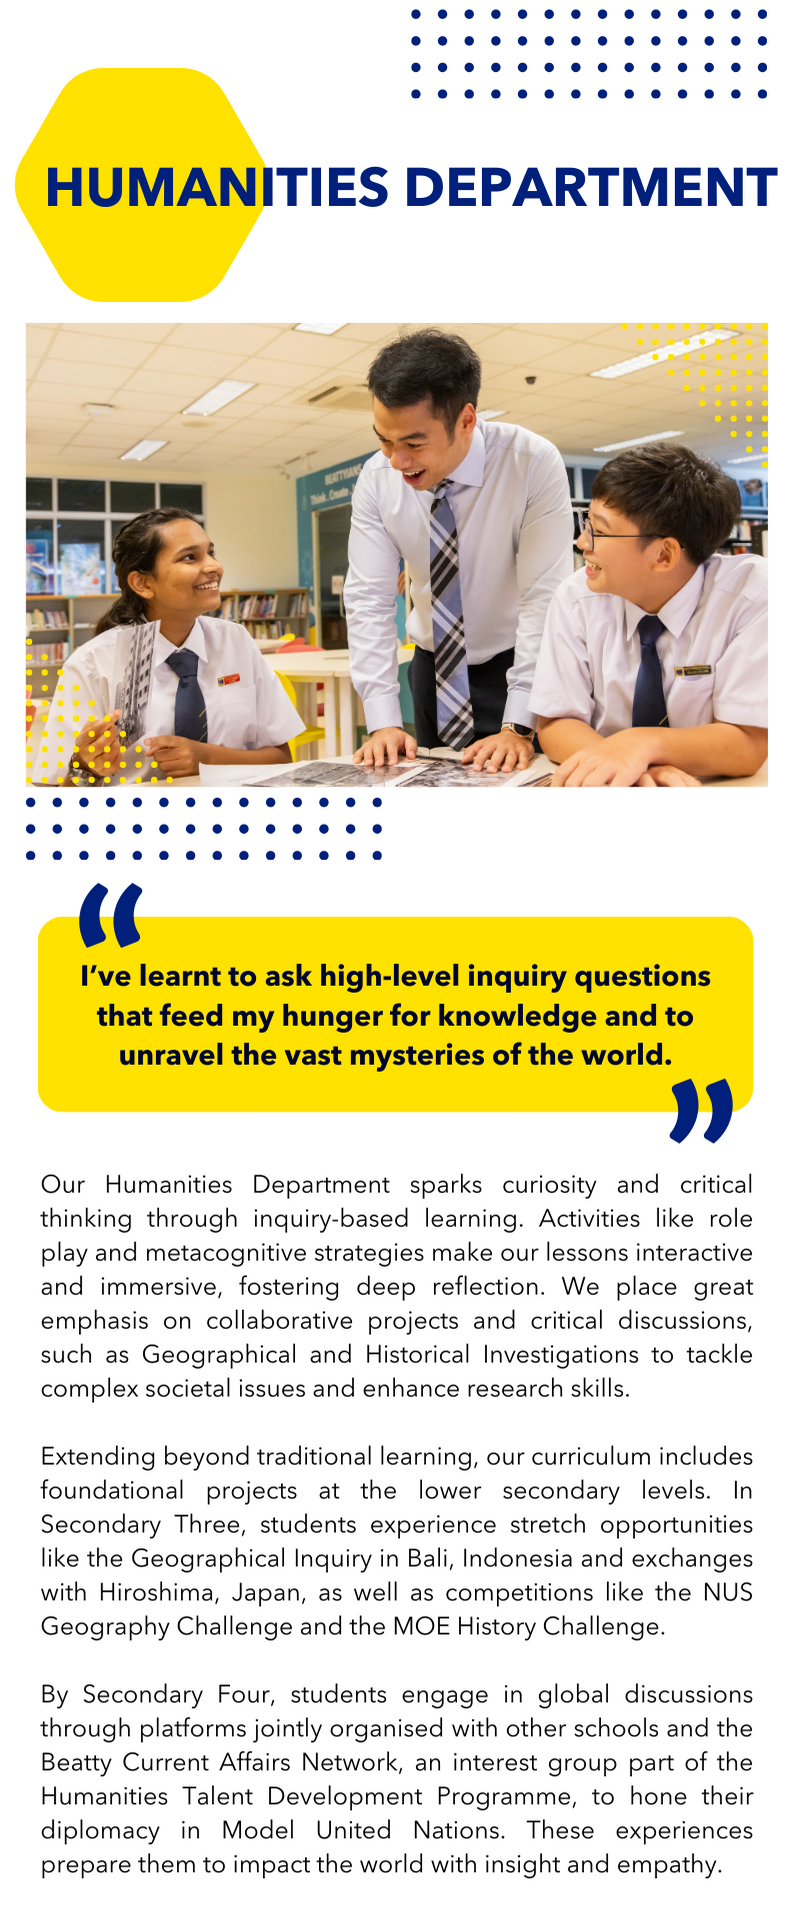 HUMANITIES DEPARTMENT
BEATTYIANS
Think. Create.
“
I’ve learnt to ask high-level inquiry questions
that feed my hunger for knowledge and to
unravel the vast mysteries of the world.
”
Our Humanities Department sparks curiosity and critical
thinking through inquiry-based learning. Activities like role
play and metacognitive strategies make our lessons interactive
and immersive, fostering deep reflection. We place great
emphasis on collaborative projects and critical discussions,
such as Geographical and Historical Investigations to tackle
complex societal issues and enhance research skills.
Extending beyond traditional learning, our curriculum includes
foundational projects at the lower secondary levels. In
Secondary Three, students experience stretch opportunities
like the Geographical Inquiry in Bali, Indonesia and exchanges
with Hiroshima, Japan, as well as competitions like the NUS
Geography Challenge and the MOE History Challenge.
By Secondary Four, students engage in global discussions
through platforms jointly organised with other schools and the
Beatty Current Affairs Network, an interest group part of the
Humanities Talent Development Programme, to hone their
diplomacy in Model United Nations. These experiences
prepare them to impact the world with insight and empathy.